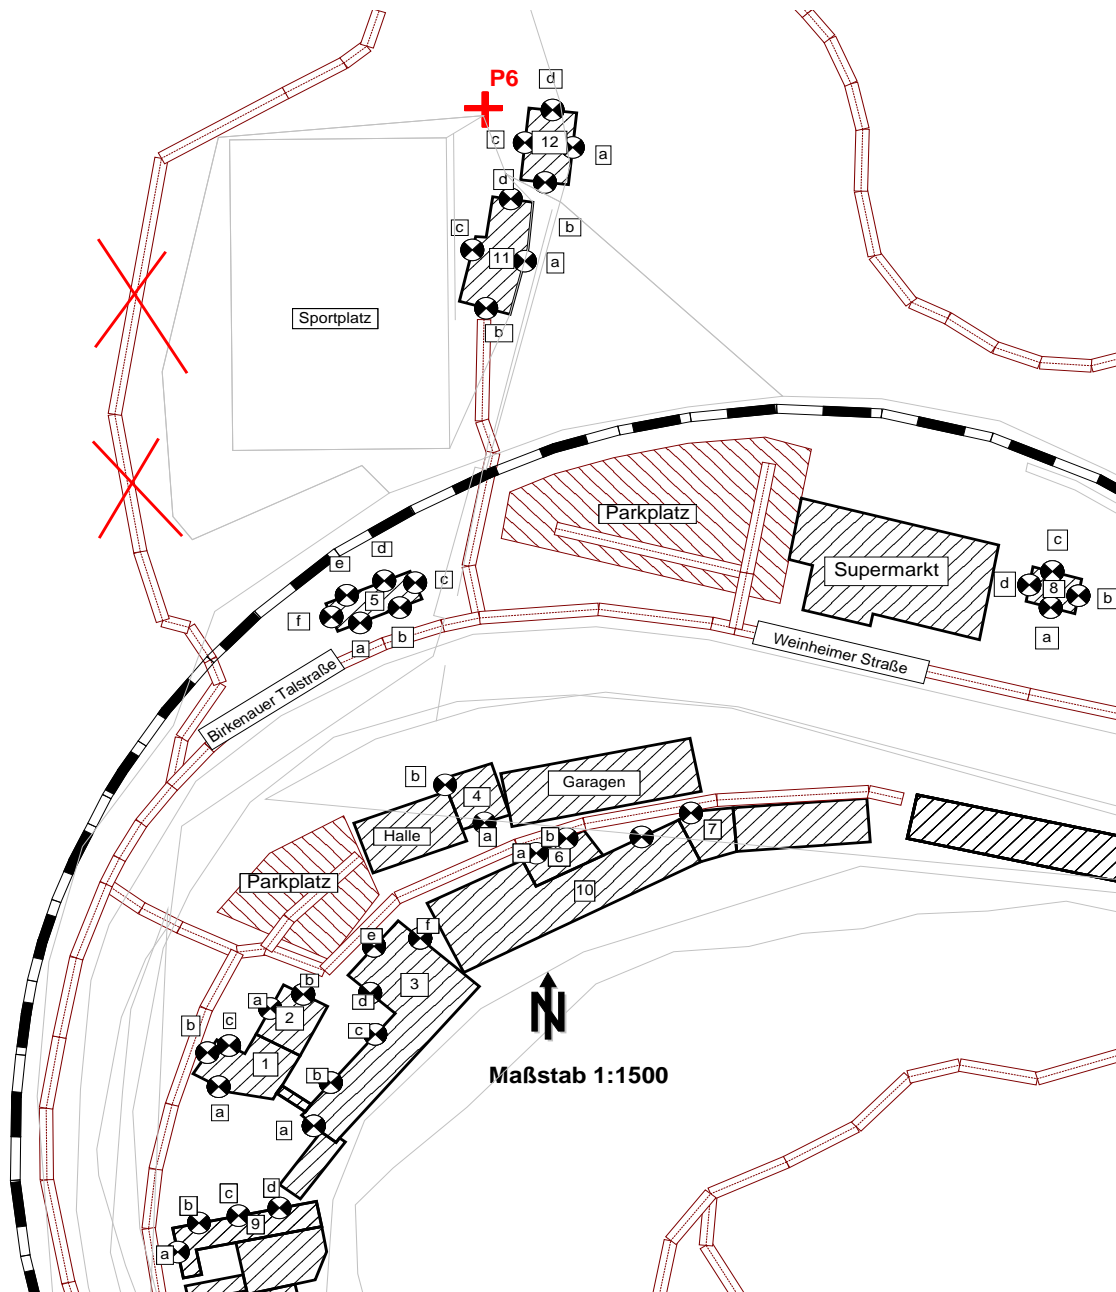 P6
d
c
12
a
d
b
c
11
a
b
Sportplatz
Parkplatz
Supermarkt
c
d
8
b
a
e
d
c
5
f
a
b
Weinheimer Straße
Birkenauer Talstraße
b
4
Garagen
a
Halle
b
a
6
7
10
Parkplatz
e
f
3
d
c
a
b
2
b
c
1
b
a
a
N
Maßstab 1:1500
d
c
b
9
a